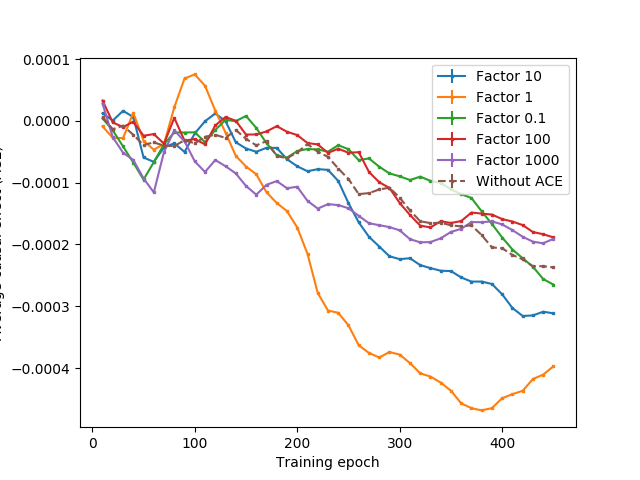 0.0001
0.0000
−0.0001
−0.0002
−0.0003
−0.0004
0
100
200
300
400
Training epoch
Factor 10
Factor 1
Factor 0.1
Factor 100
Factor 1000
Without ACE